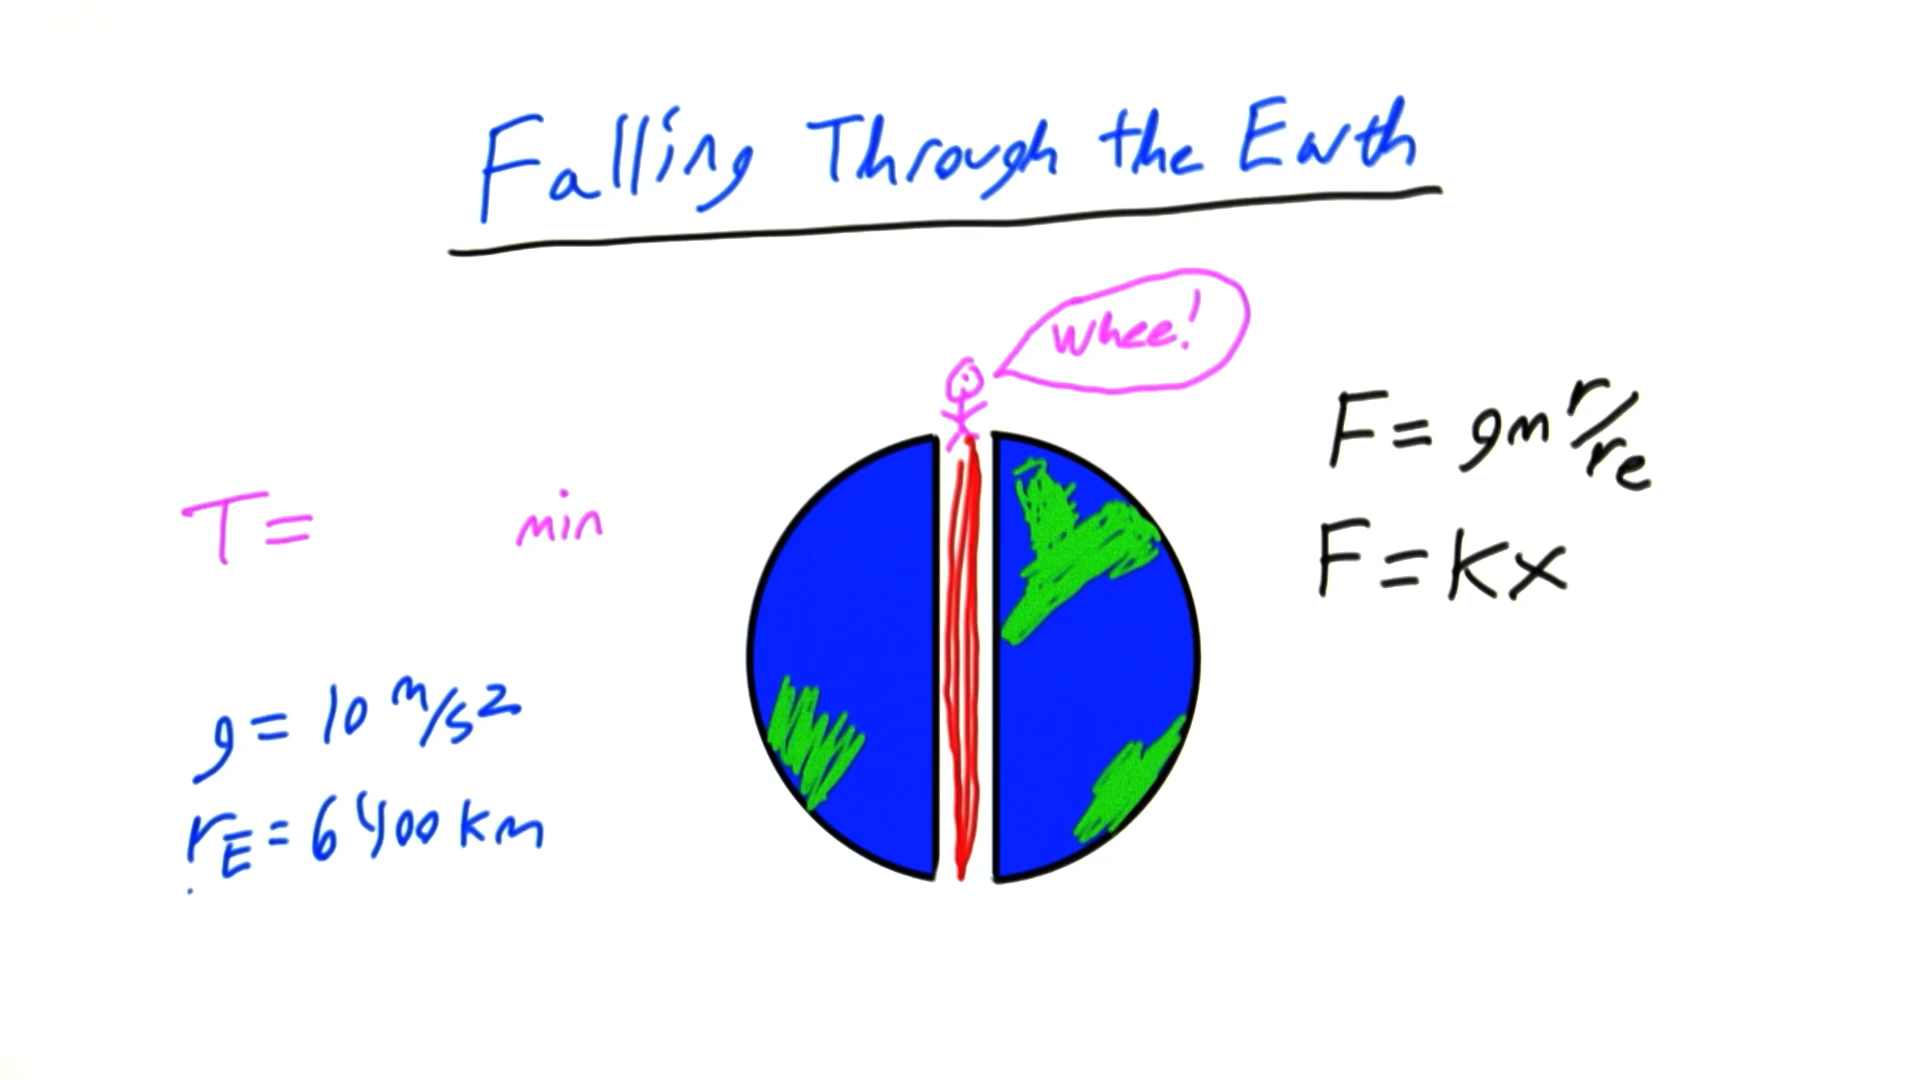 Falling Through the Earth
Whee!
F = gm r/re
F = kx
T =       min
g = 10 m/s²
rE = 6400 km